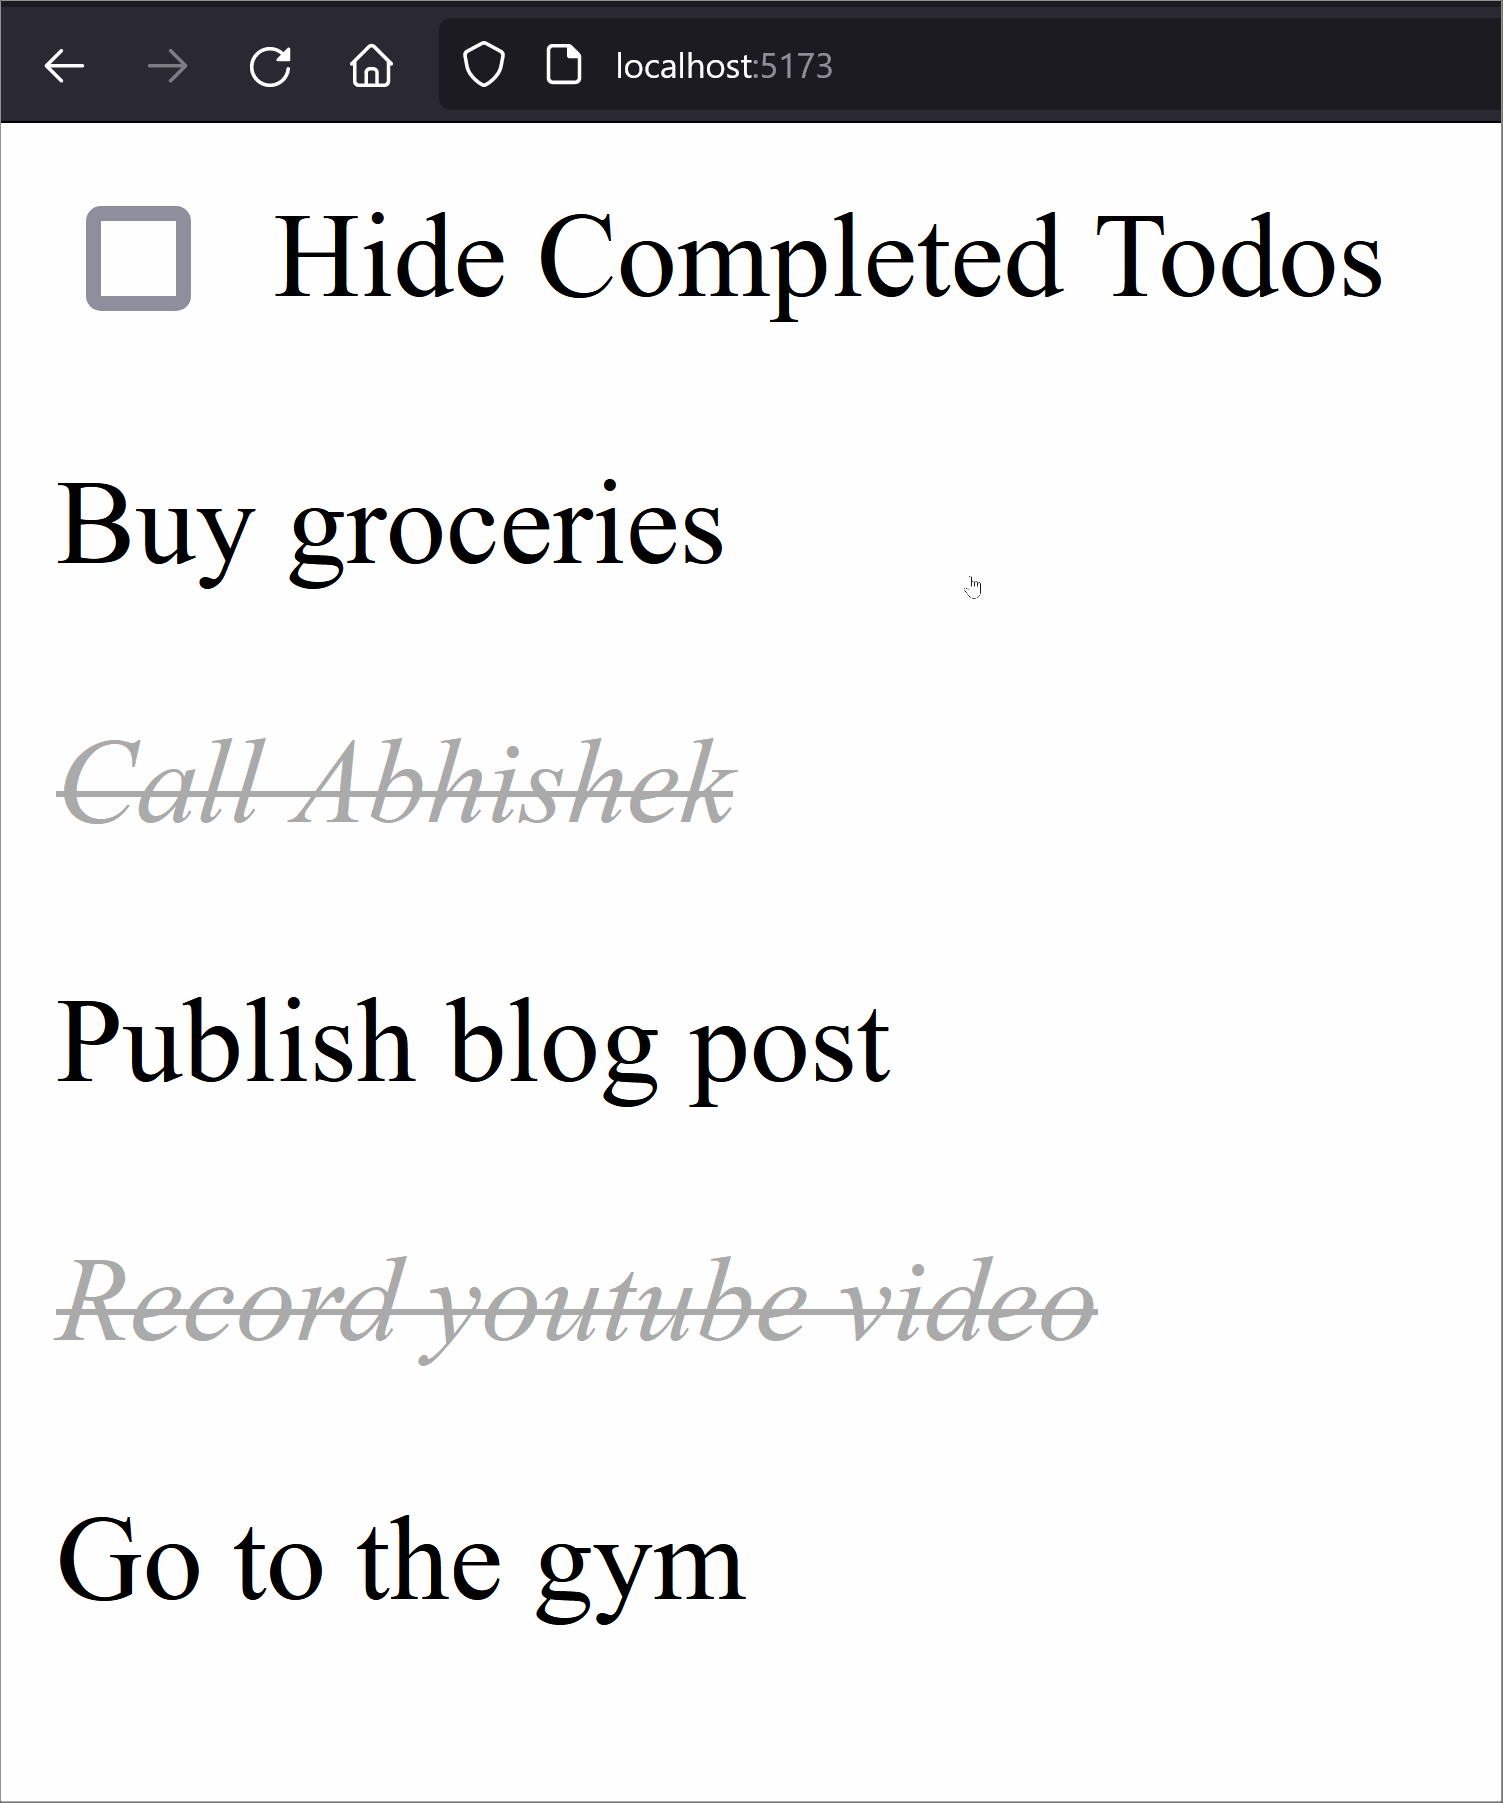 localhost:5173
Hide Completed Todos
Buy groceries
Call Abhishek
Publish blog post
Record youtube video
Go to the gym